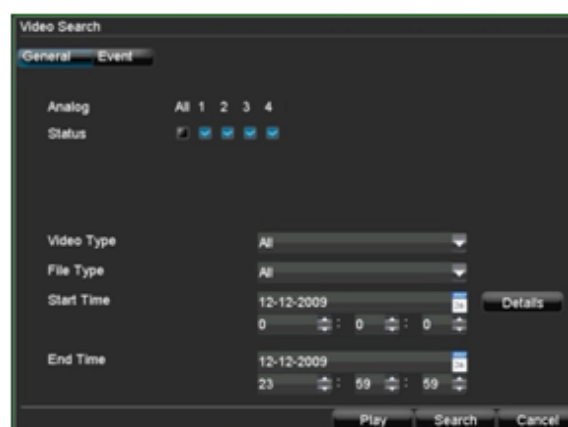 Video Search
General Event
Analog All 1 2 3 4
Status
Video Type All
File Type All
Start Time 12-12-2009 Details
0 : 0 : 0
End Time 12-12-2009
23 : 59 : 59
Play Search Cancel